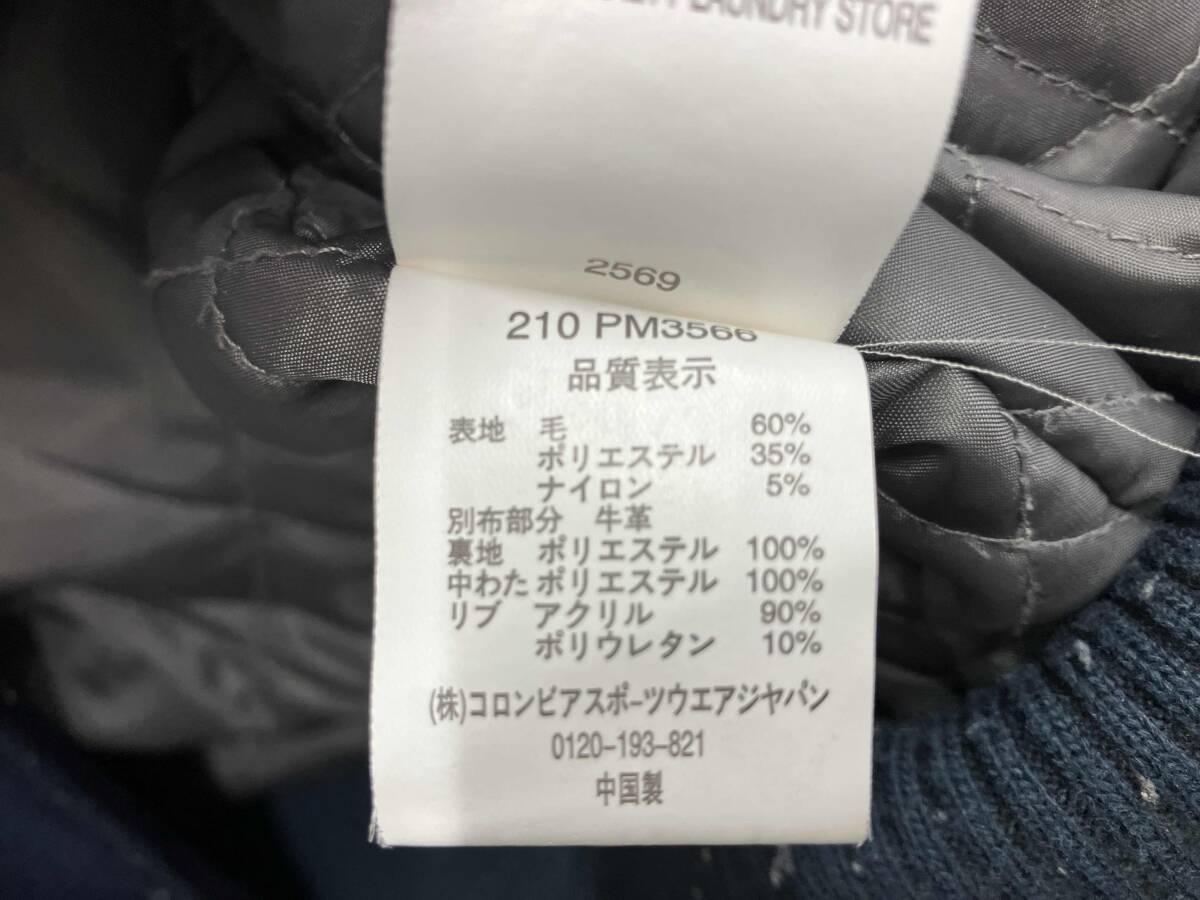 LAUNDRY STORE
2569
210 PM3566
品質表示
表地 毛 60%
ポリエステル 35%
ナイロン 5%
別布部分 牛革
裏地 ポリエステル 100%
中わた ポリエステル 100%
リブ アクリル 90%
ポリウレタン 10%
(株)コロンビアスポーツウエアジヤパン
0120-193-821
中国製